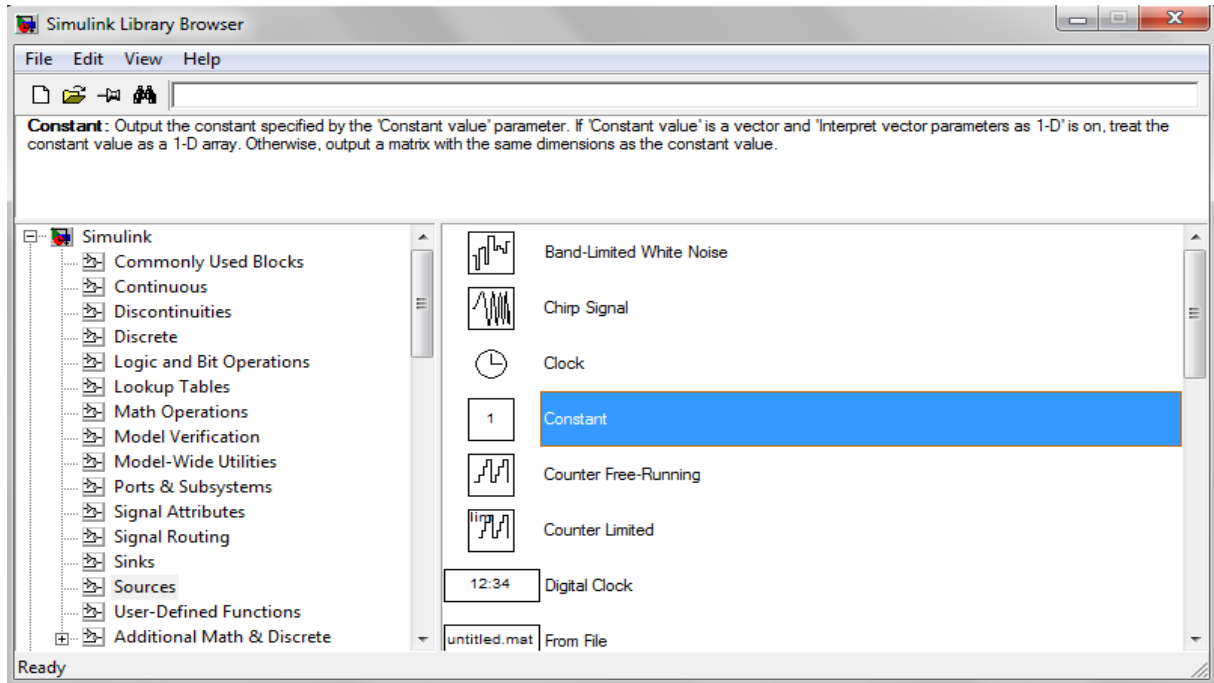 Simulink Library Browser
File Edit View Help
Constant: Output the constant specified by the 'Constant value' parameter. If 'Constant value' is a vector and 'Interpret vector parameters as 1-D' is on, treat the
constant value as a 1-D array. Otherwise, output a matrix with the same dimensions as the constant value.
Simulink
Commonly Used Blocks
Continuous
Discontinuities
Discrete
Logic and Bit Operations
Lookup Tables
Math Operations
Model Verification
Model-Wide Utilities
Ports & Subsystems
Signal Attributes
Signal Routing
Sinks
Sources
User-Defined Functions
Additional Math & Discrete
Band-Limited White Noise
Chirp Signal
Clock
1 Constant
Counter Free-Running
lim Counter Limited
12:34 Digital Clock
untitled.mat From File
Ready